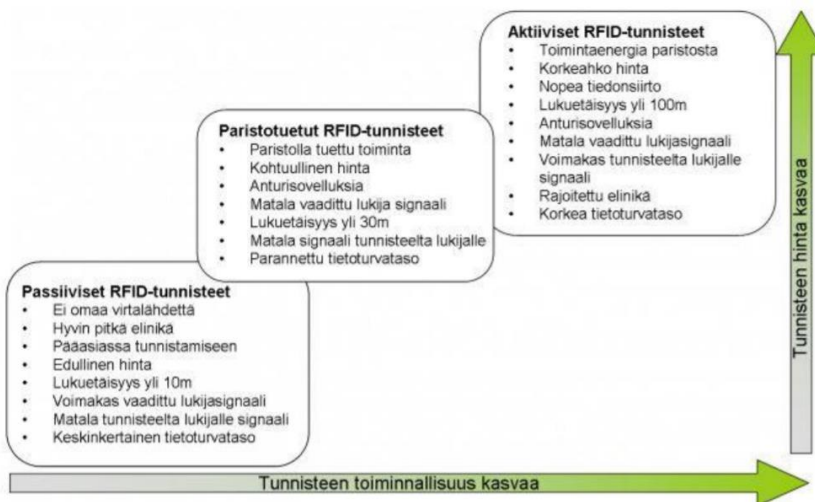 Aktiiviset RFID-tunnisteet
• Toimintaenergia paristosta
• Korkeahko hinta
• Nopea tiedonsiirto
• Lukuetäisyys yli 100m
• Anturisovelluksia
• Matala vaadittu lukijasignaali
• Voimakas tunnisteelta lukijalle
signaali
• Rajoitettu elinikä
• Korkea tietoturvataso
Paristotuetut RFID-tunnisteet
• Paristolla tuettu toiminta
• Kohtuullinen hinta
• Anturisovelluksia
• Matala vaadittu lukija signaali
• Lukuetäisyys yli 30m
• Matala signaali tunnisteelta lukijalle
• Parannettu tietoturvataso
Passiiviset RFID-tunnisteet
• Ei omaa virtalähdettä
• Hyvin pitkä elinikä
• Pääasiassa tunnistamiseen
• Edullinen hinta
• Lukuetäisyys yli 10m
• Voimakas vaadittu lukijasignaali
• Matala tunnisteelta lukijalle signaali
• Keskinkertainen tietoturvataso
Tunnisteen hinta kasvaa
Tunnisteen toiminnallisuus kasvaa